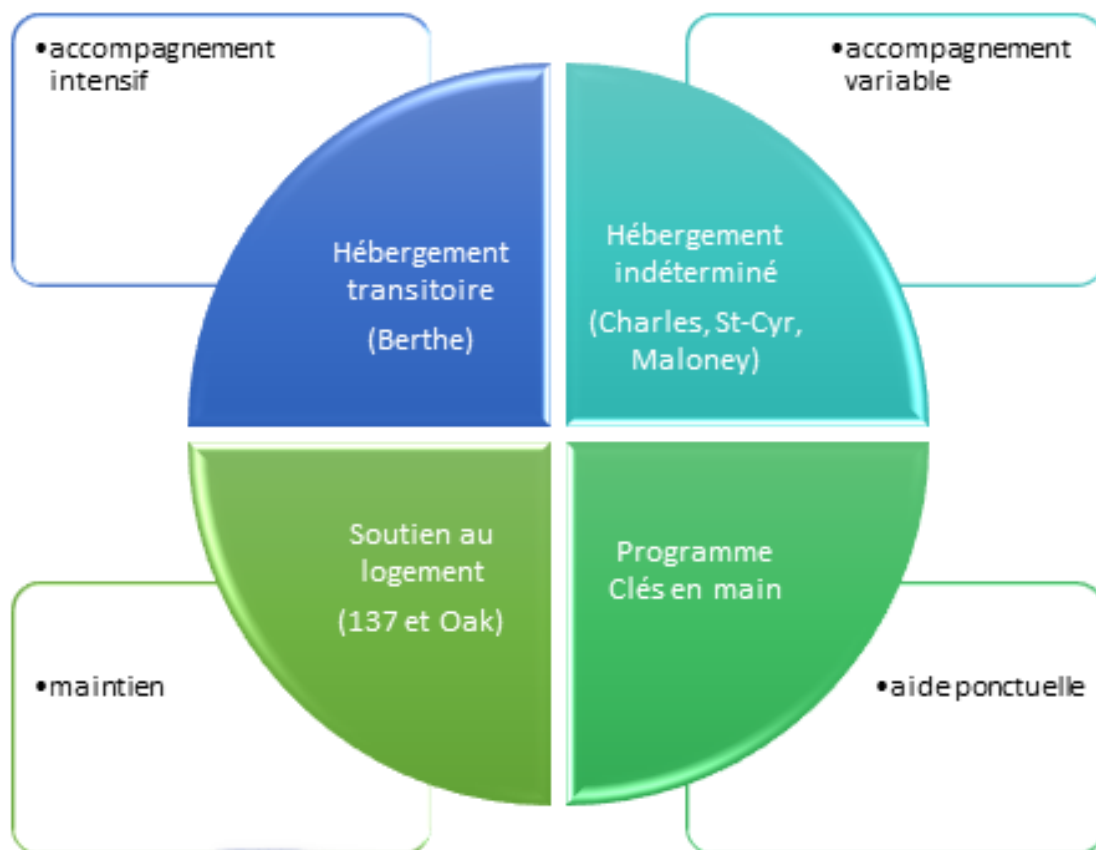 •accompagnement
intensif
•accompagnement
variable
Hébergement
transitoire
(Berthe)
Hébergement
indéterminé
(Charles, St-Cyr,
Maloney)
Soutien au
logement
(137 et Oak)
Programme
Clés en main
•maintien
•aide ponctuelle